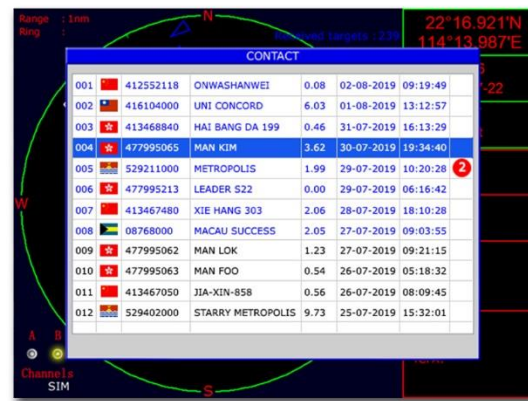 Range : 1nm
Ring :
N
Received targets : 239
22°16.921'N
114°13.987'E
-22
CONTACT
001 412552118 ONWASHANWEI 0.08 02-08-2019 09:19:49
002 416104000 UNI CONCORD 6.03 01-08-2019 13:12:57
003 413468840 HAI BANG DA 199 0.46 31-07-2019 16:13:29
004 477995065 MAN KIM 3.62 30-07-2019 19:34:40
005 529211000 METROPOLIS 1.99 29-07-2019 10:20:28 2
006 477995213 LEADER S22 0.00 29-07-2019 06:16:42
007 413467480 XIE HANG 303 2.06 28-07-2019 18:10:28
008 08768000 MACAU SUCCESS 2.05 27-07-2019 09:03:55
009 477995062 MAN LOK 1.23 27-07-2019 09:21:15
010 477995063 MAN FOO 0.54 26-07-2019 05:18:32
011 413467050 JIA-XIN-858 0.56 26-07-2019 08:09:45
012 529402000 STARRY METROPOLIS 9.73 25-07-2019 15:32:01
W
A B
Channels
SIM
S